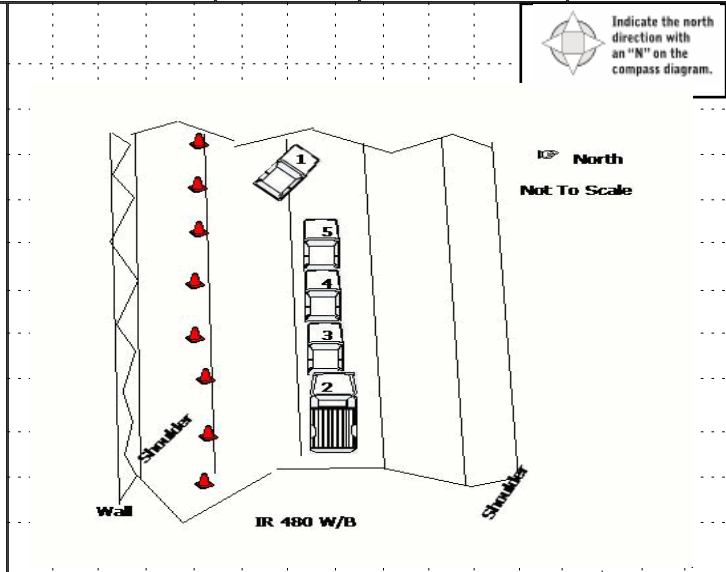 Indicate the north
direction with
an "N" on the
compass diagram.
North
Not To Scale
1
5
4
3
2
Shoulder
Wall
IR 480 W/B
Shoulder